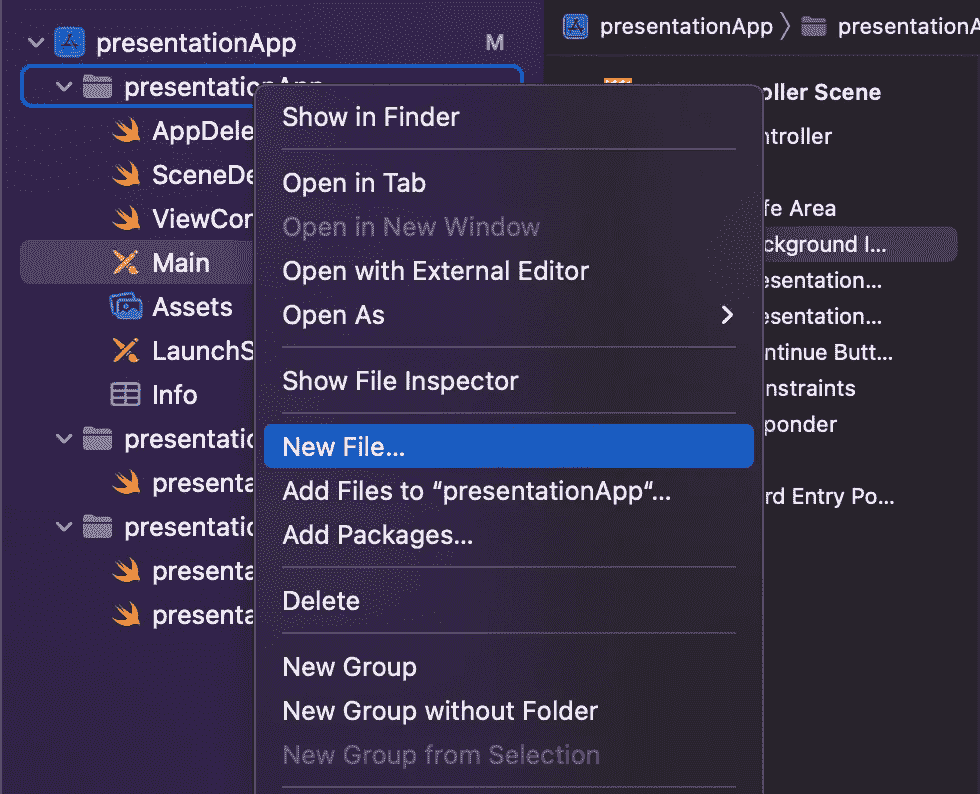 presentationApp M
presentationApp
AppDele
SceneDe
ViewCor
Main
Assets
LaunchS
Info
presentatic
presenta
presentatic
presenta
presenta
Show in Finder
Open in Tab
Open in New Window
Open with External Editor
Open As
Show File Inspector
New File...
Add Files to “presentationApp“...
Add Packages...
Delete
New Group
New Group without Folder
New Group from Selection
presentationApp presentationA
oller Scene
ntroller
fe Area
ckground I...
esentation...
esentation...
ntinue Butt...
nstraints
ponder
rd Entry Po...